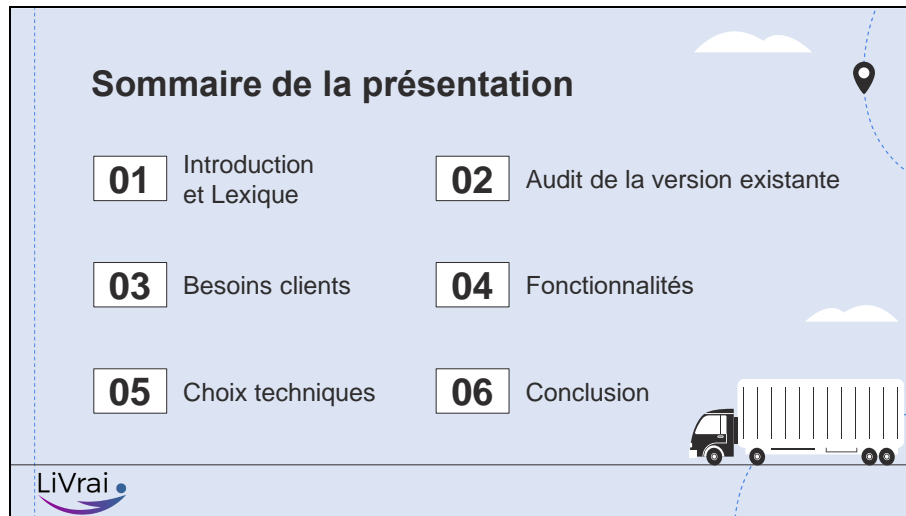 Sommaire de la présentation
01
Introduction
et Lexique
02
Audit de la version existante
03
Besoins clients
04
Fonctionnalités
05
Choix techniques
06
Conclusion
LiVrai